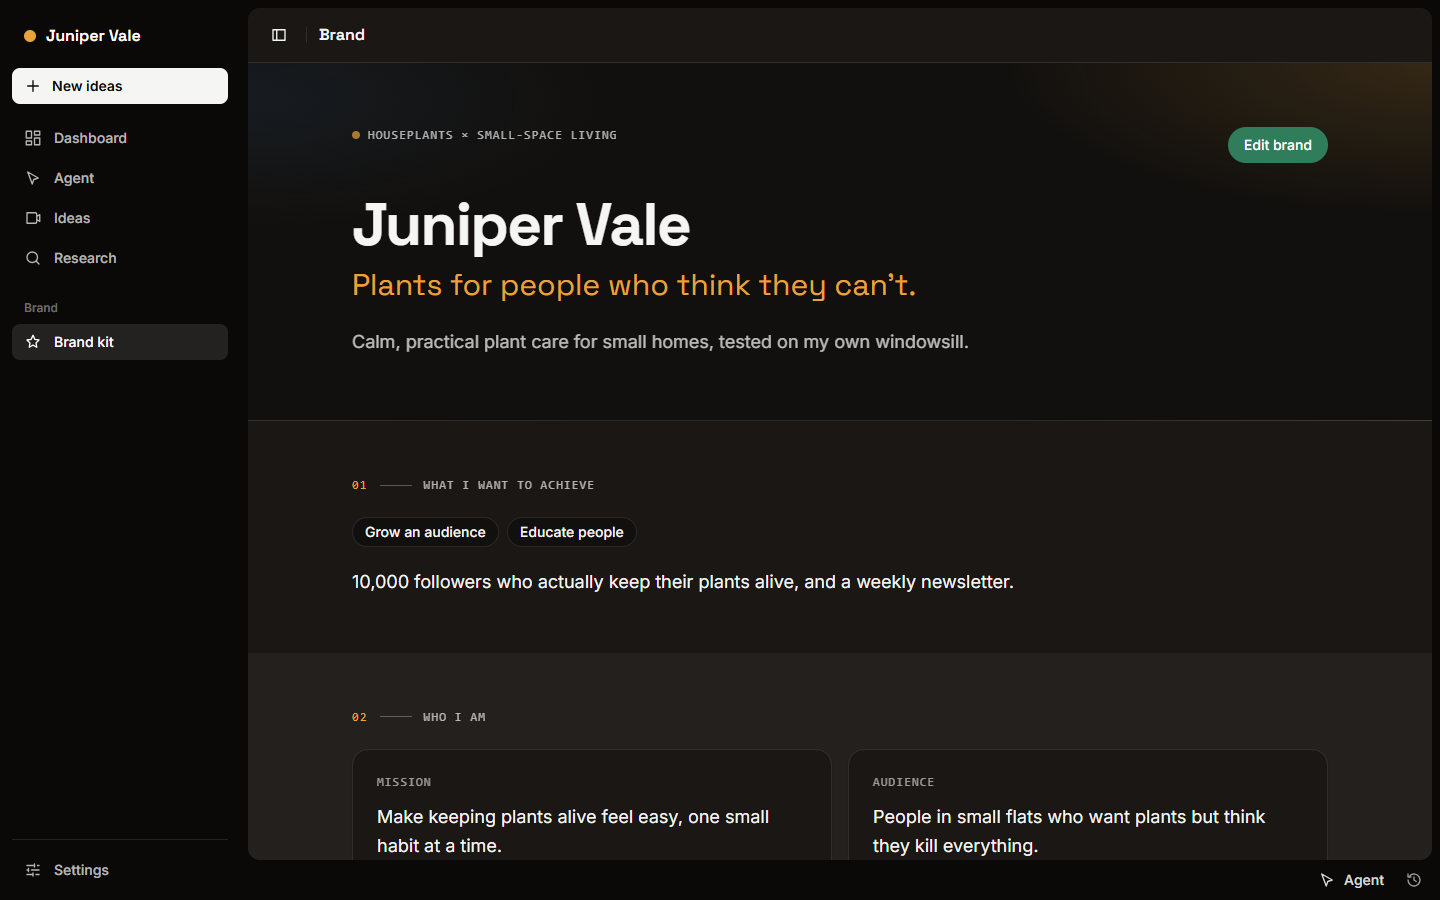 Juniper Vale
New ideas
Dashboard
Agent
Ideas
Research
Brand
Brand kit
Settings
Brand
HOUSEPLANTS × SMALL-SPACE LIVING
Edit brand
Juniper Vale
Plants for people who think they can’t.
Calm, practical plant care for small homes, tested on my own windowsill.
01 WHAT I WANT TO ACHIEVE
Grow an audience
Educate people
10,000 followers who actually keep their plants alive, and a weekly newsletter.
02 WHO I AM
MISSION
Make keeping plants alive feel easy, one small
habit at a time.
AUDIENCE
People in small flats who want plants but think
they kill everything.
Agent